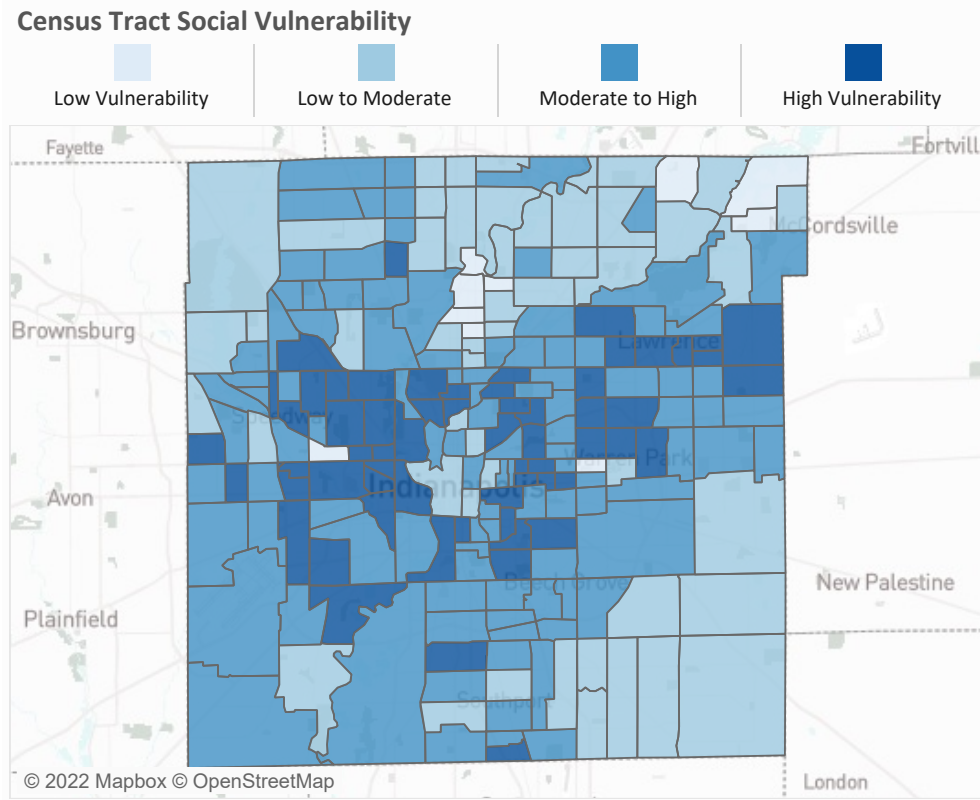 Census Tract Social Vulnerability
Low Vulnerability
Low to Moderate
Moderate to High
High Vulnerability
Fayette
Fortvill
McCordsville
Brownsburg
Lawrence
Speedway
Warren Park
Indianapolis
Avon
Beech Grove
New Palestine
Plainfield
Southport
© 2022 Mapbox © OpenStreetMap
London